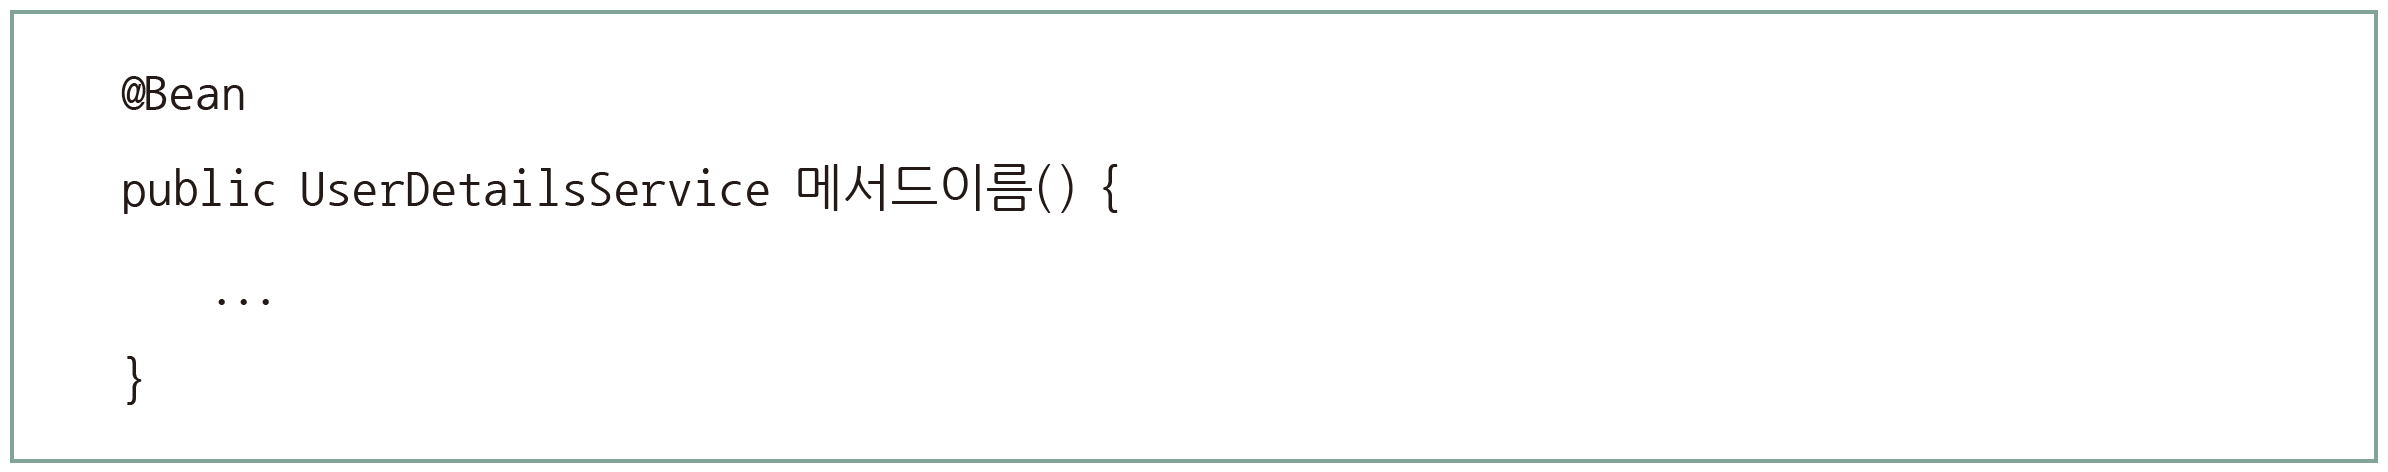 @Bean
public UserDetailsService 메서드이름() {
...
}